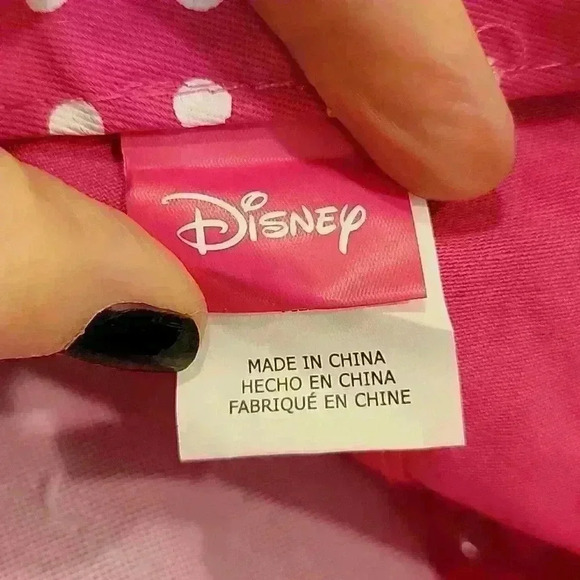 Disney
MADE IN CHINA
HECHO EN CHINA
FABRIQUÉ EN CHINE